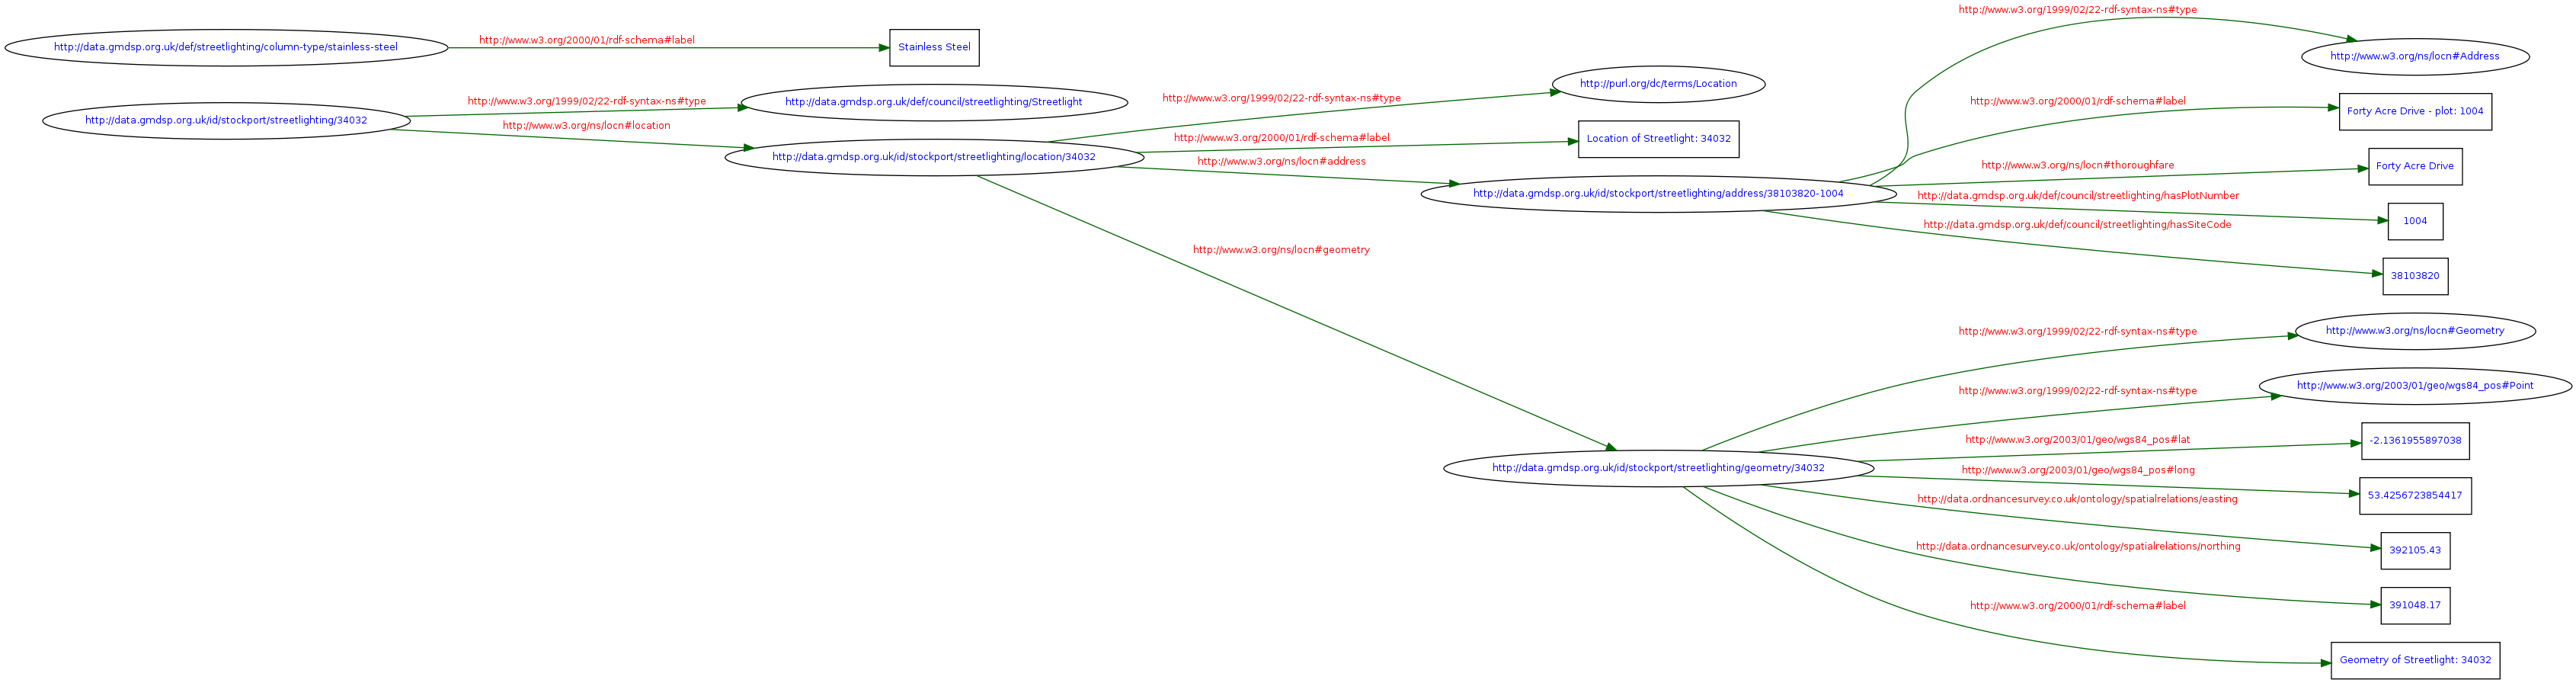 http://www.w3.org/1999/02/22-rdf-syntax-ns#type
http://data.gmdsp.org.uk/def/streetlighting/column-type/stainless-steel
http://www.w3.org/2000/01/rdf-schema#label
Stainless Steel
http://www.w3.org/ns/locn#Address
http://purl.org/dc/terms/Location
http://data.gmdsp.org.uk/id/stockport/streetlighting/34032
http://www.w3.org/1999/02/22-rdf-syntax-ns#type
http://data.gmdsp.org.uk/def/council/streetlighting/Streetlight
http://www.w3.org/1999/02/22-rdf-syntax-ns#type
http://www.w3.org/2000/01/rdf-schema#label
Forty Acre Drive - plot: 1004
http://www.w3.org/ns/locn#location
http://www.w3.org/2000/01/rdf-schema#label
Location of Streetlight: 34032
http://data.gmdsp.org.uk/id/stockport/streetlighting/location/34032
http://www.w3.org/ns/locn#address
http://www.w3.org/ns/locn#thoroughfare
Forty Acre Drive
http://data.gmdsp.org.uk/id/stockport/streetlighting/address/38103820-1004
http://data.gmdsp.org.uk/def/council/streetlighting/hasPlotNumber
1004
http://data.gmdsp.org.uk/def/council/streetlighting/hasSiteCode
38103820
http://www.w3.org/ns/locn#geometry
http://www.w3.org/1999/02/22-rdf-syntax-ns#type
http://www.w3.org/ns/locn#Geometry
http://www.w3.org/1999/02/22-rdf-syntax-ns#type
http://www.w3.org/2003/01/geo/wgs84_pos#Point
http://www.w3.org/2003/01/geo/wgs84_pos#lat
-2.1361955897038
http://data.gmdsp.org.uk/id/stockport/streetlighting/geometry/34032
http://www.w3.org/2003/01/geo/wgs84_pos#long
53.4256723854417
http://data.ordnancesurvey.co.uk/ontology/spatialrelations/easting
392105.43
http://data.ordnancesurvey.co.uk/ontology/spatialrelations/northing
391048.17
http://www.w3.org/2000/01/rdf-schema#label
Geometry of Streetlight: 34032